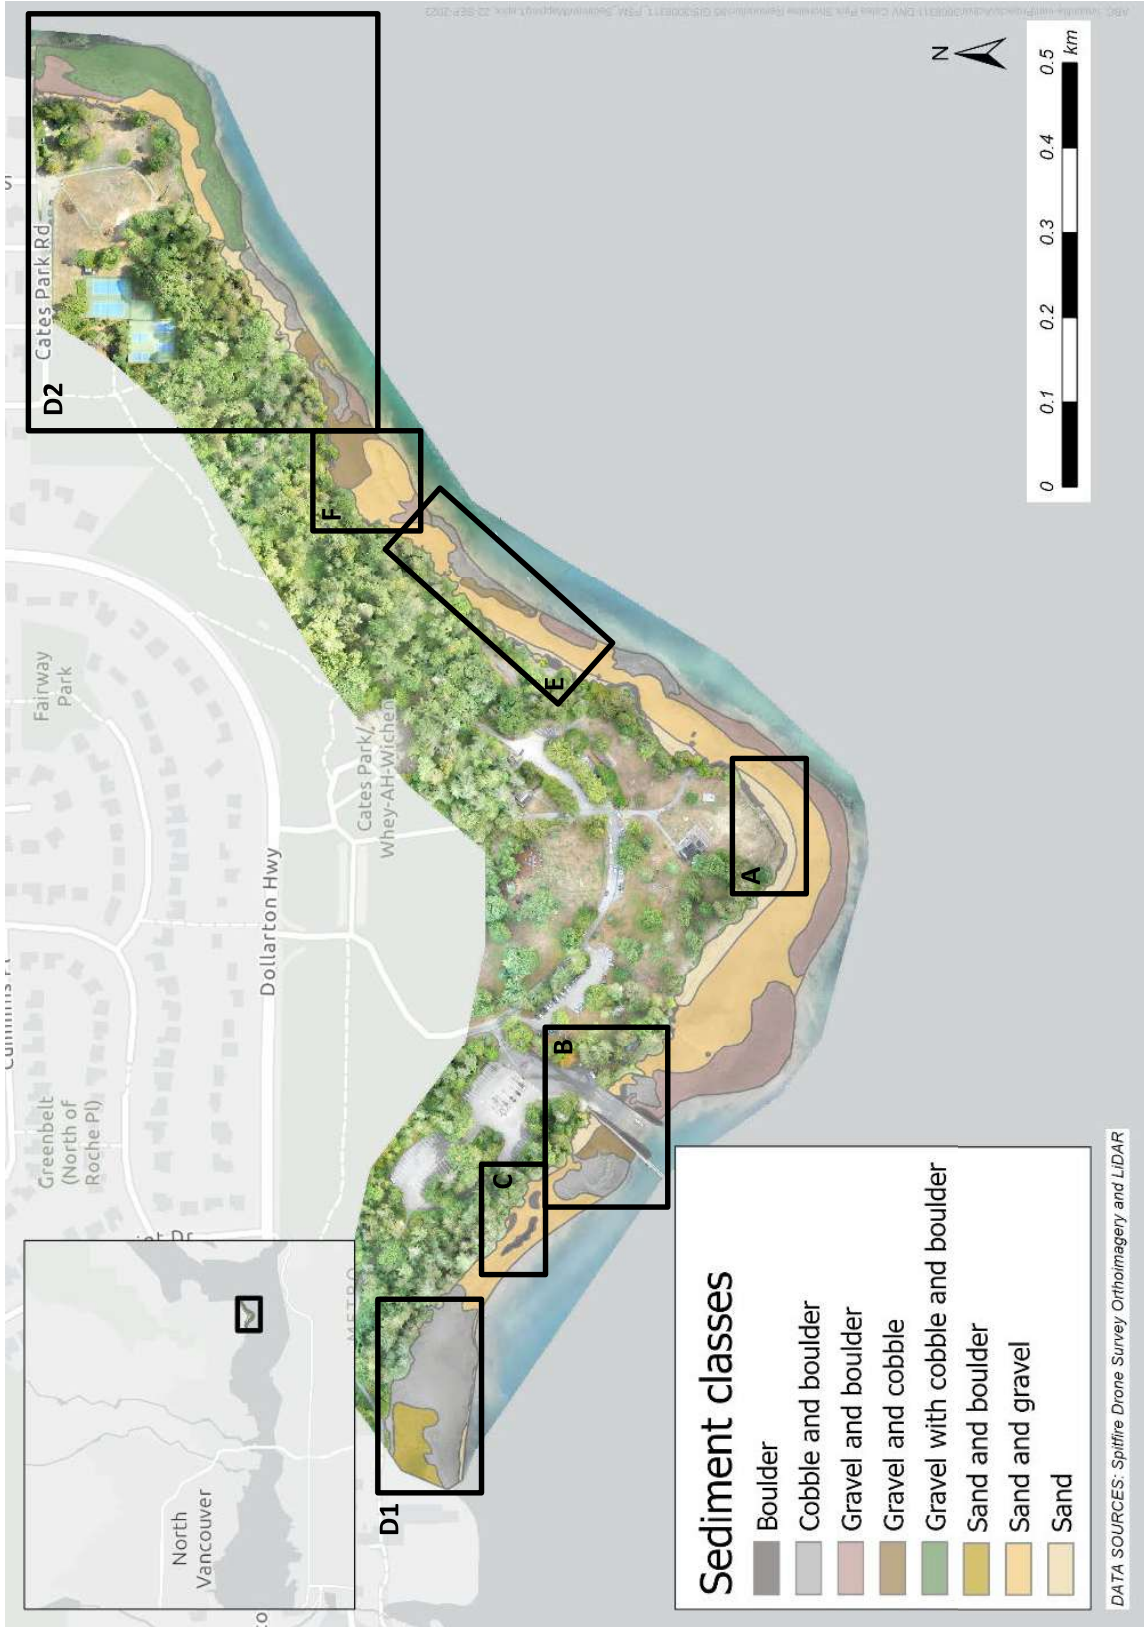 D2
Cates Park Rd
F
E
Fairway
Park
Cates Park/
Whey-AH-Wichen
Dollarton Hwy
A
B
C
D1
Greenbelt
(North of
Roche Pl)
METRO
North
Vancouver
N
0
0.1
0.2
0.3
0.4
0.5
km
Sediment classes
Boulder
Cobble and boulder
Gravel and boulder
Gravel and cobble
Gravel with cobble and boulder
Sand and boulder
Sand and gravel
Sand
DATA SOURCES: Spitfire Drone Survey Orthoimagery and LiDAR